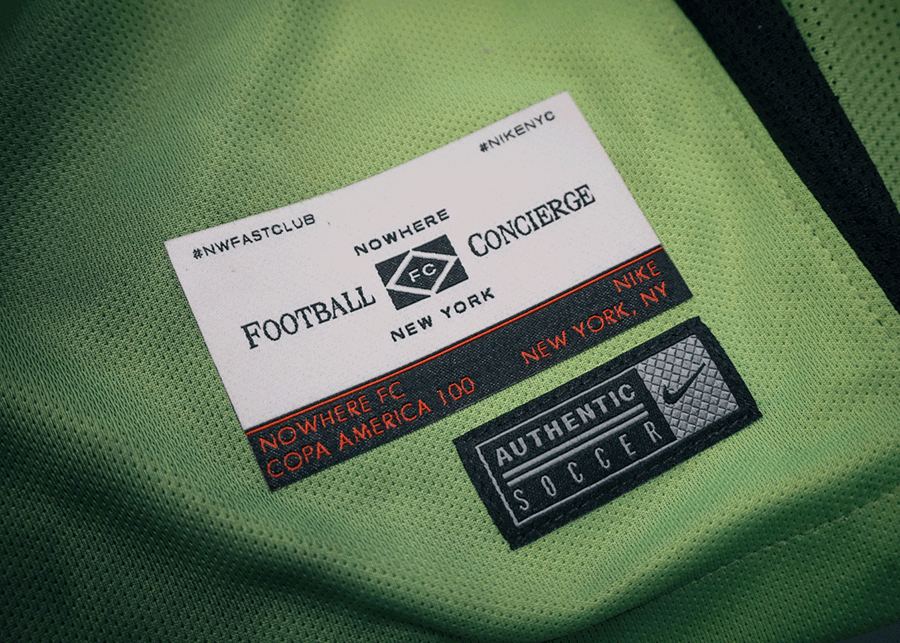 #NWFASTCLUB
#NIKENYC
NOWHERE
FOOTBALL FC CONCIERGE
NEW YORK
NOWHERE FC
COPA AMERICA 100
NIKE
NEW YORK, NY
AUTHENTIC
SOCCER